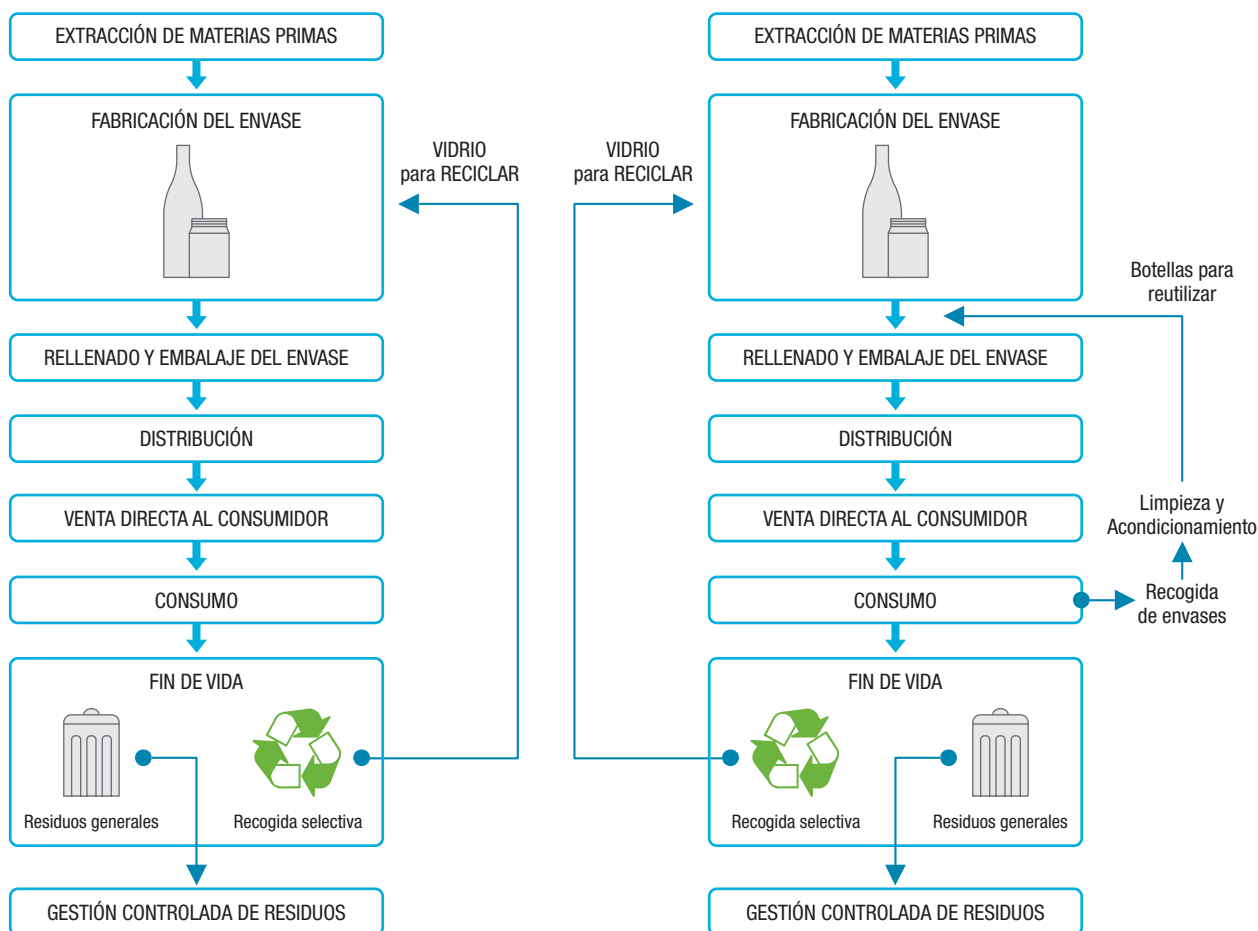 EXTRACCIÓN DE MATERIAS PRIMAS
FABRICACIÓN DEL ENVASE
VIDRIO
para RECICLAR
RELLENADO Y EMBALAJE DEL ENVASE
DISTRIBUCIÓN
VENTA DIRECTA AL CONSUMIDOR
CONSUMO
FIN DE VIDA
Residuos generales
Recogida selectiva
GESTIÓN CONTROLADA DE RESIDUOS
EXTRACCIÓN DE MATERIAS PRIMAS
FABRICACIÓN DEL ENVASE
VIDRIO
para RECICLAR
Botellas para
reutilizar
RELLENADO Y EMBALAJE DEL ENVASE
DISTRIBUCIÓN
VENTA DIRECTA AL CONSUMIDOR
Limpieza y
Acondicionamiento
CONSUMO
Recogida
de envases
FIN DE VIDA
Recogida selectiva
Residuos generales
GESTIÓN CONTROLADA DE RESIDUOS